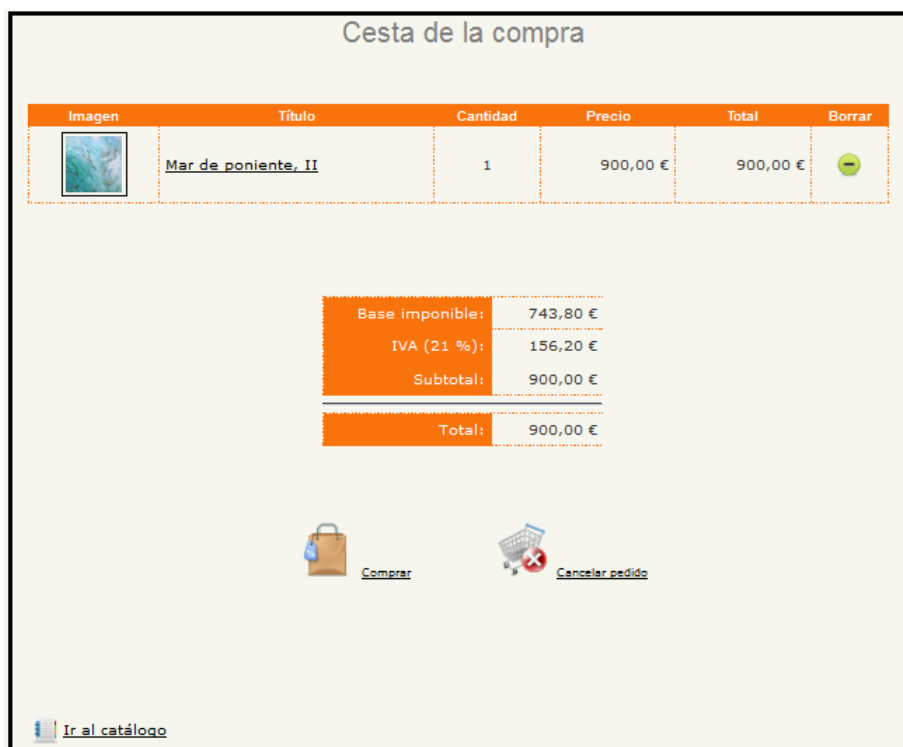 Cesta de la compra
Imagen Título Cantidad Precio Total Borrar
Mar de poniente, II 1 900,00 € 900,00 €
Base imponible: 743,80 €
IVA (21 %): 156,20 €
Subtotal: 900,00 €
Total: 900,00 €
Comprar Cancelar pedido
Ir al catálogo